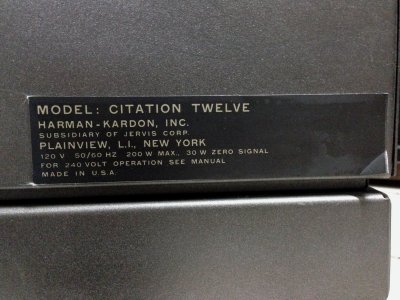 MODEL: CITATION TWELVE
HARMAN-KARDON, INC.
SUBSIDIARY OF JERVIS CORP.
PLAINVIEW, L.I., NEW YORK
120 V 50/60 HZ 200 W MAX., 30 W ZERO SIGNAL
FOR 240 VOLT OPERATION SEE MANUAL
MADE IN U.S.A.